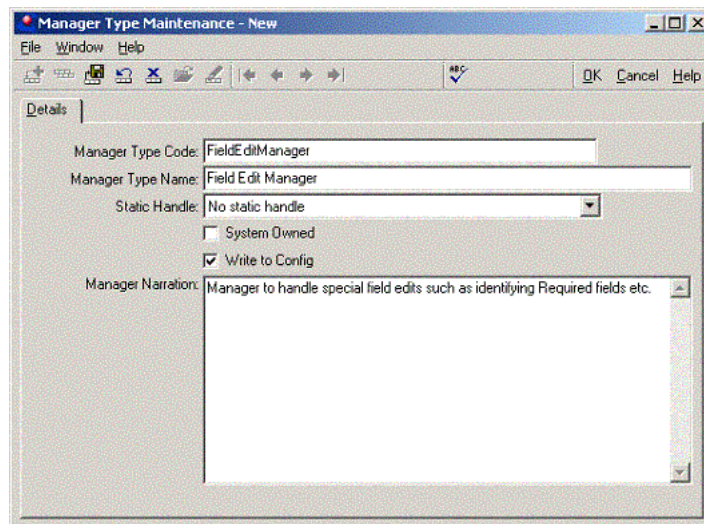 Manager Type Maintenance - New
File Window Help
ABC OK Cancel Help
Details
Manager Type Code: FieldEditManager
Manager Type Name: Field Edit Manager
Static Handle: No static handle
System Owned
Write to Config
Manager Narration: Manager to handle special field edits such as identifying Required fields etc.